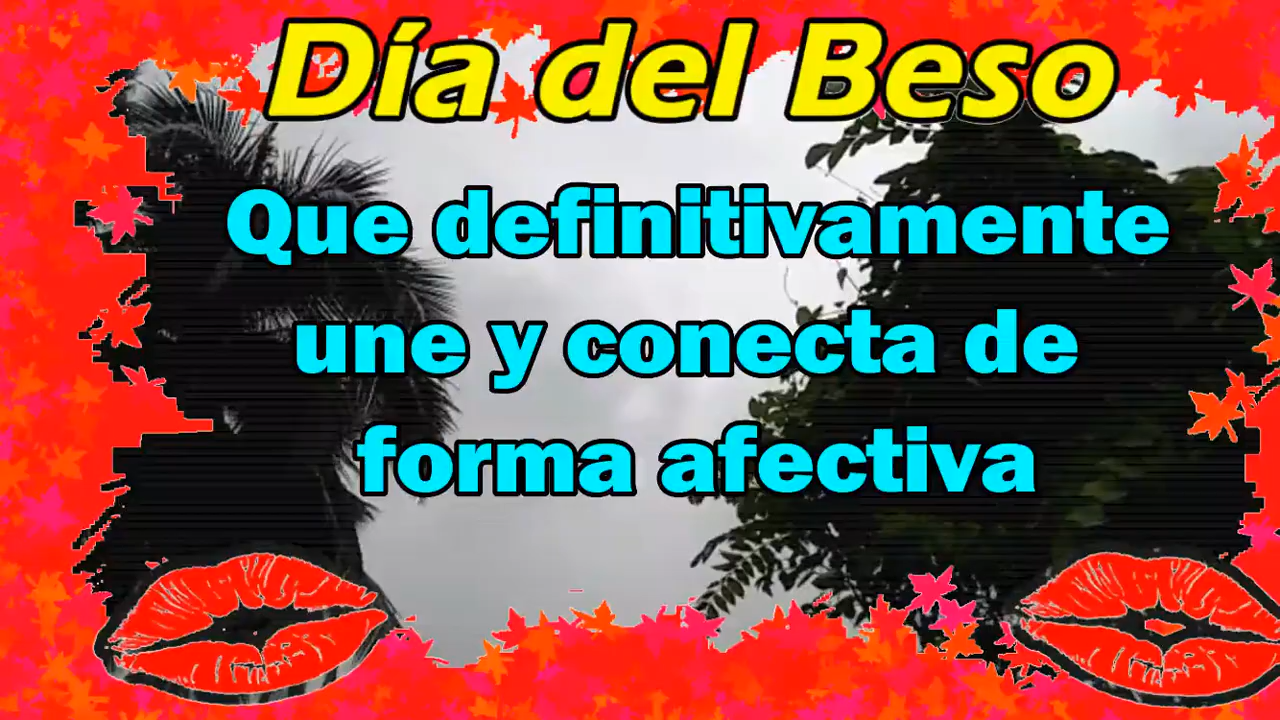 Día del Beso
Que definitivamente
une y conecta de
forma afectiva